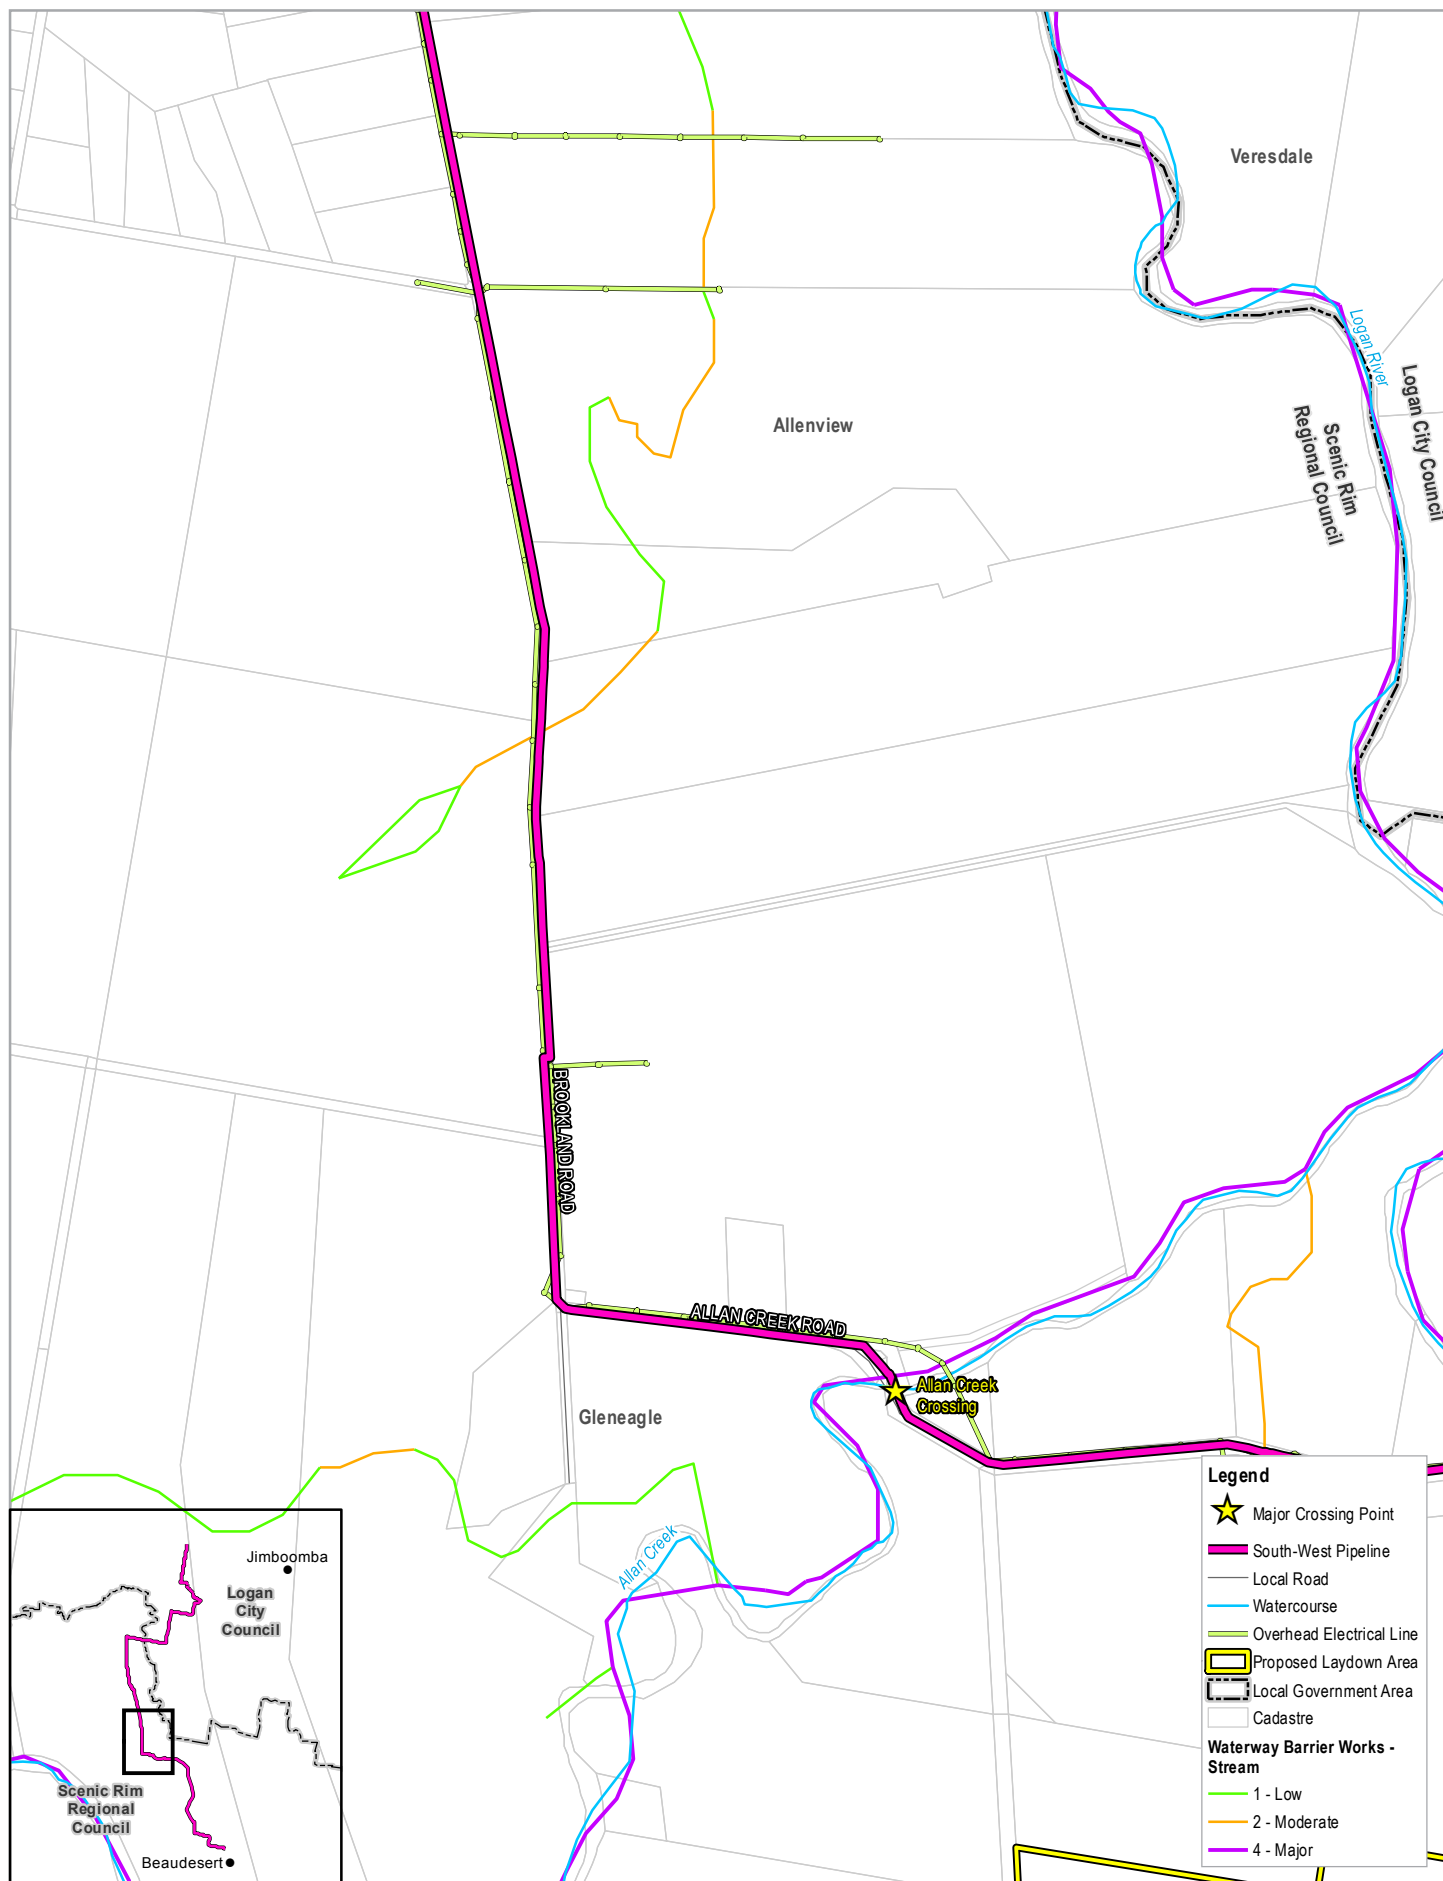 Veresdale
Logan River
Logan City Council
Scenic Rim
Regional Council
Allenview
BROOKLAND ROAD
ALLAN CREEK ROAD
Allan Creek
Crossing
Gleneagle
Allan Creek
Jimboomba
Logan
City
Council
Scenic Rim
Regional
Council
Beaudesert
Legend
Major Crossing Point
South-West Pipeline
Local Road
Watercourse
Overhead Electrical Line
Proposed Laydown Area
Local Government Area
Cadastre
Waterway Barrier Works -
Stream
1 - Low
2 - Moderate
4 - Major